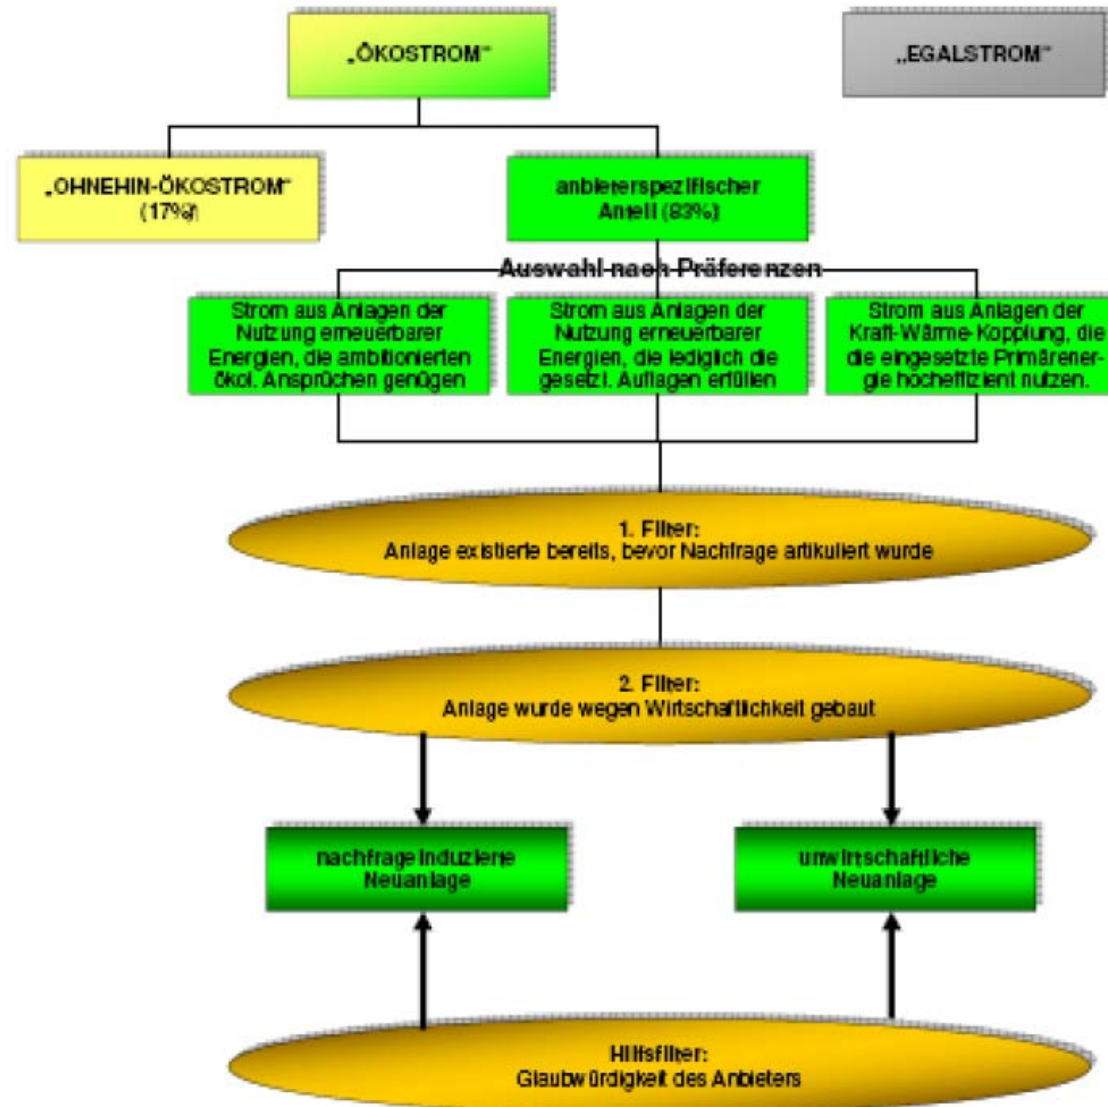 „ÖKOSTROM“
„EGALSTROM“
„OHNEHIN-ÖKOSTROM“
(17%)
anbieterspezifischer
Anteil (83%)
Auswahl nach Präferenzen
Strom aus Anlagen der
Nutzung erneuerbarer
Energien, die ambitionierten
ökol. Ansprüchen genügen
Strom aus Anlagen der
Nutzung erneuerbarer
Energien, die lediglich die
gesetzl. Auflagen erfüllen
Strom aus Anlagen der
Kraft-Wärme-Kopplung, die
die eingesetzte Primärener-
gie hocheffizient nutzen.
1. Filter:
Anlage existierte bereits, bevor Nachfrage artikuliert wurde
2. Filter:
Anlage wurde wegen Wirtschaftlichkeit gebaut
nachfrageinduzierte
Neuanlage
unwirtschaftliche
Neuanlage
Hilfsfilter:
Glaubwürdigkeit des Anbieters